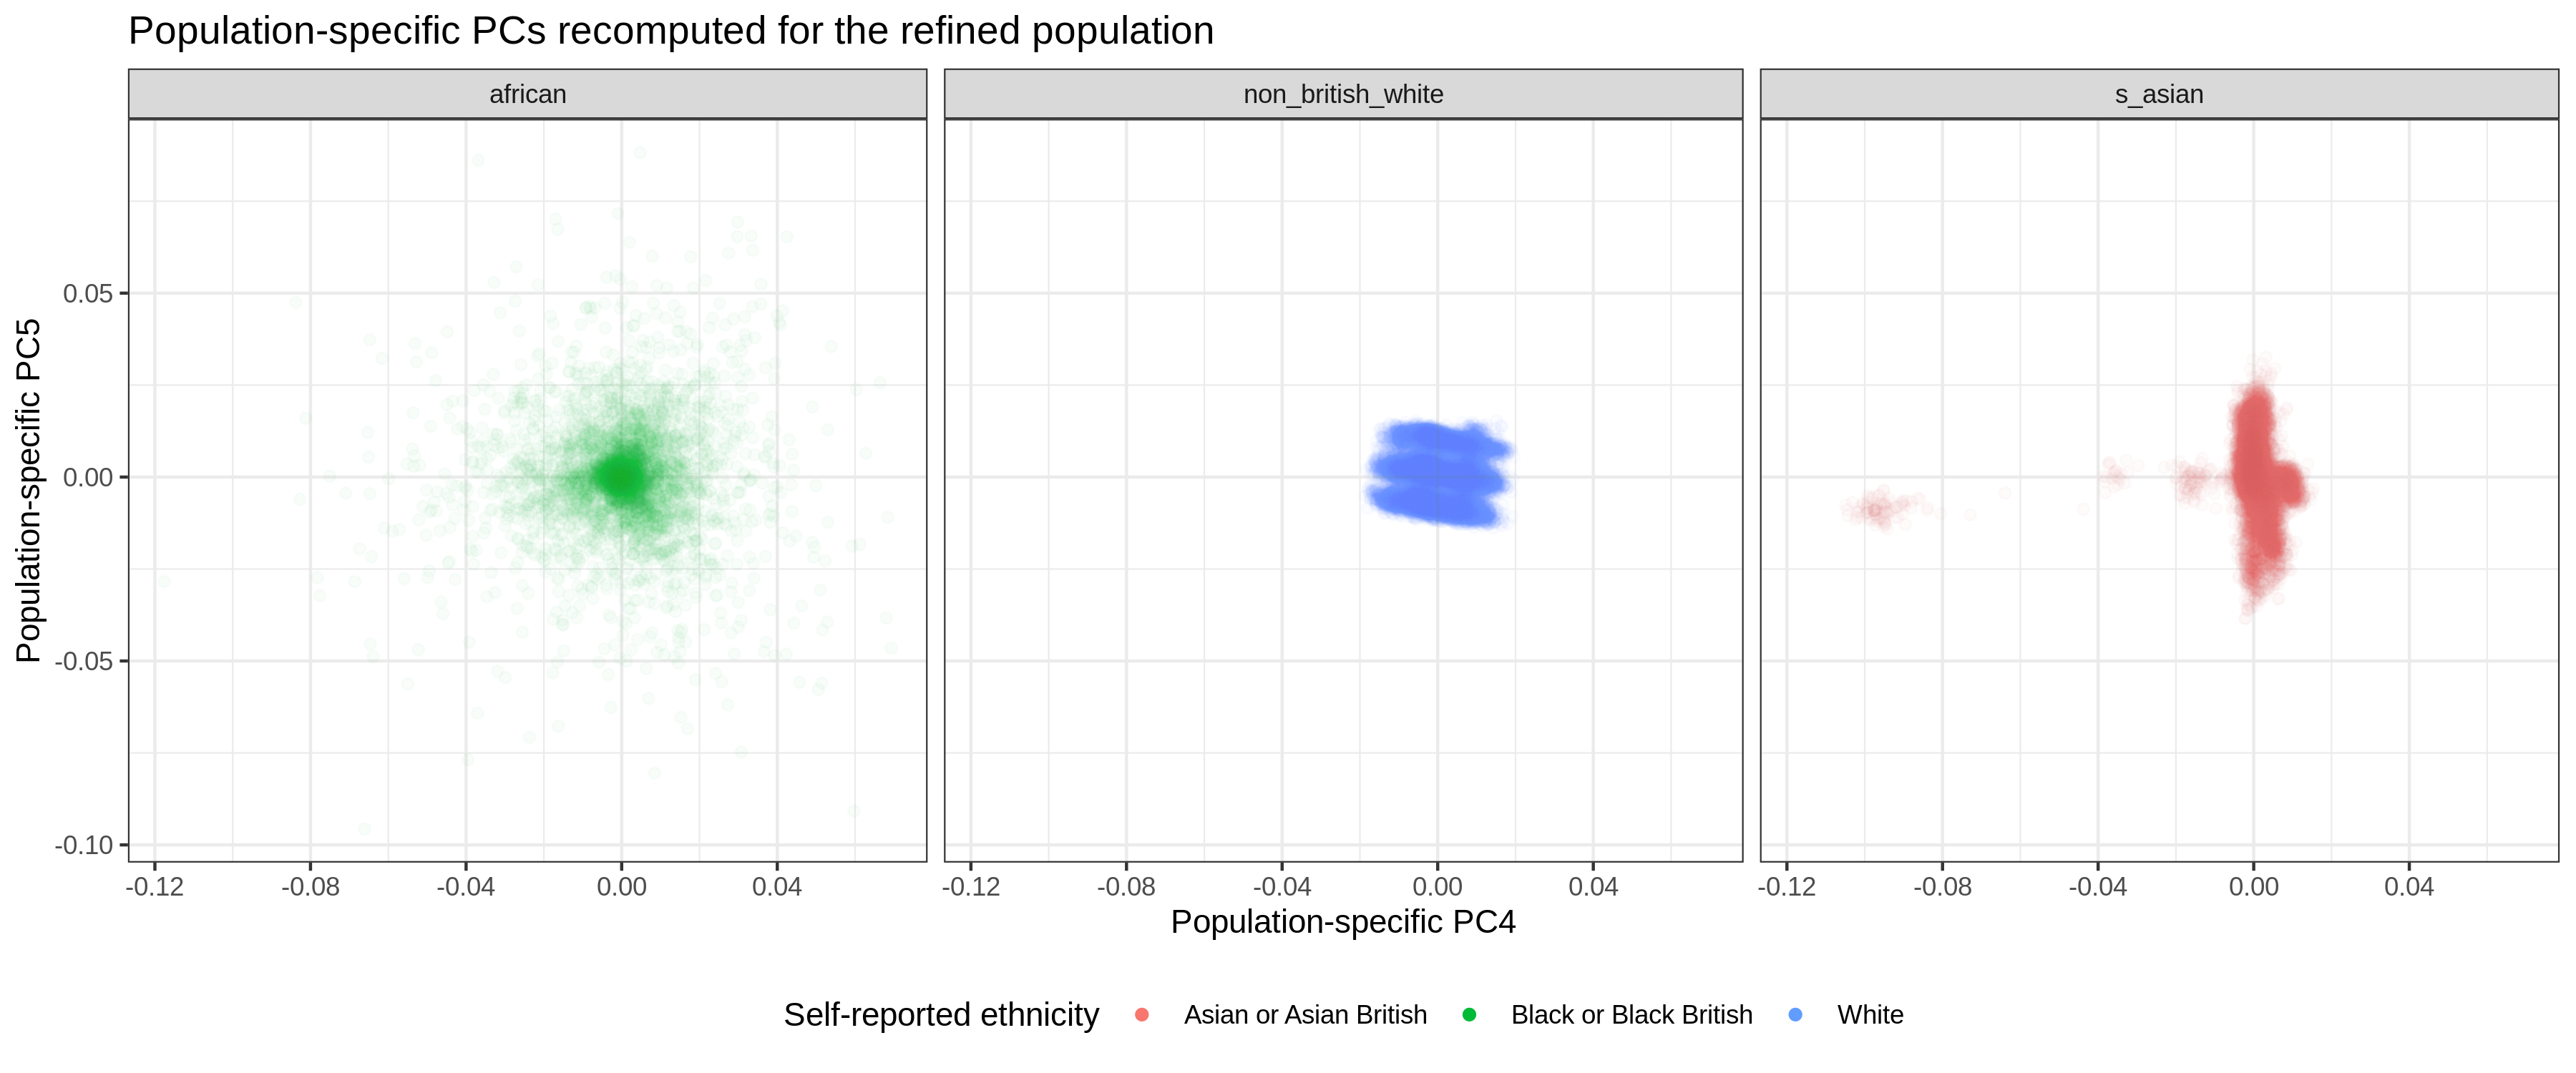 Population-specific PCs recomputed for the refined population
african
non_british_white
s_asian
Population-specific PC5
0.05
0.00
-0.05
-0.10
-0.12 -0.08 -0.04 0.00 0.04
-0.12 -0.08 -0.04 0.00 0.04
-0.12 -0.08 -0.04 0.00 0.04
Population-specific PC4
Self-reported ethnicity Asian or Asian British Black or Black British White